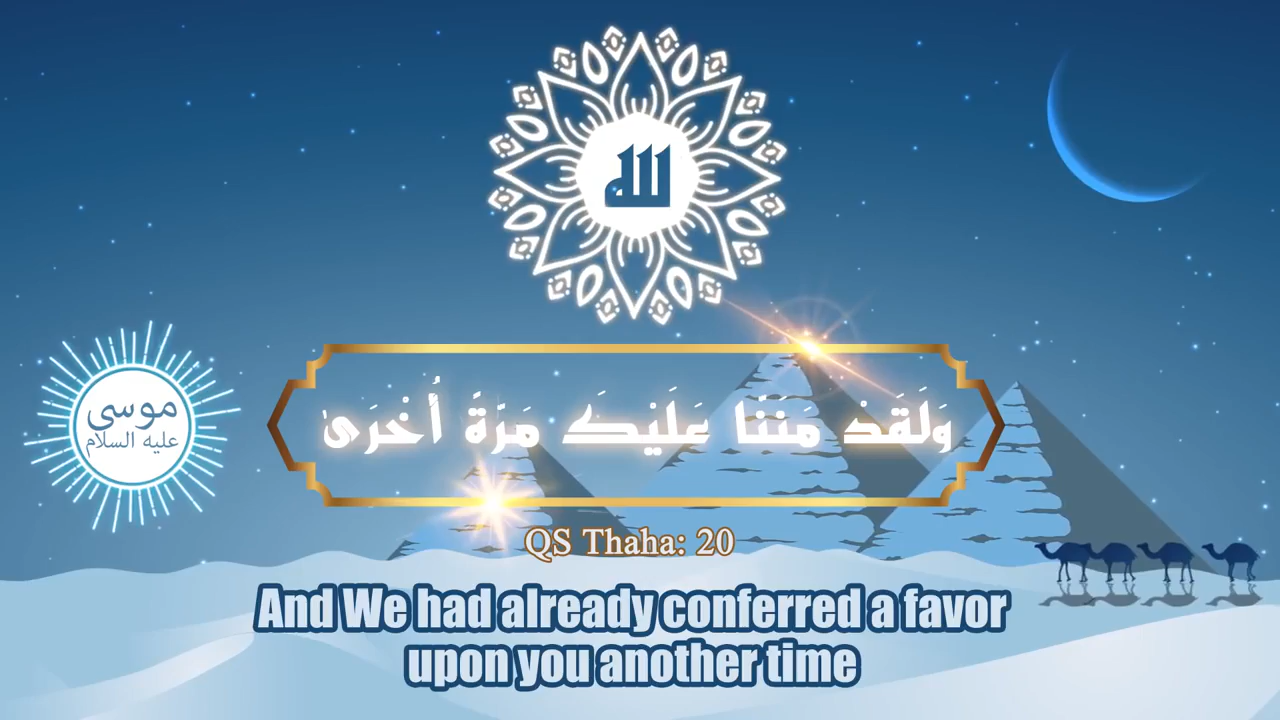 الله
موسى
عليه السلام
وَلَقَدْ مَنَنَّا عَلَيْكَ مَرَّةً أُخْرَىٰ
QS Thaha: 20
And We had already conferred a favor
upon you another time